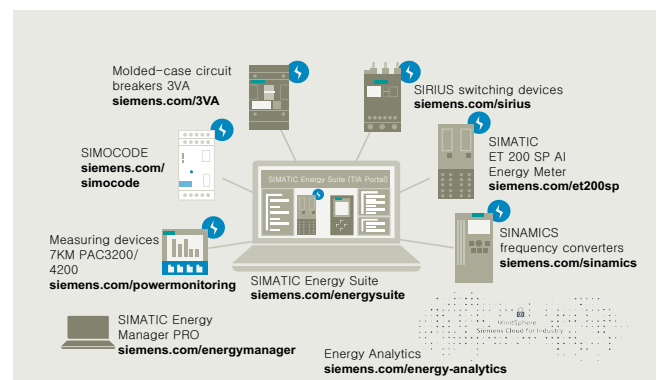 Molded-case circuit
breakers 3VA
siemens.com/3VA
SIRIUS switching devices
siemens.com/sirius
SIMOCODE
siemens.com/
simocode
SIMATIC
ET 200 SP AI
Energy Meter
siemens.com/et200sp
SIMATIC Energy Suite (TIA Portal)
Measuring devices
7KM PAC3200/
4200
siemens.com/powermonitoring
SINAMICS
frequency converters
siemens.com/sinamics
SIMATIC Energy Suite
siemens.com/energysuite
MindSphere
Siemens Cloud for Industry
SIMATIC Energy
Manager PRO
siemens.com/energymanager
Energy Analytics
siemens.com/energy-analytics